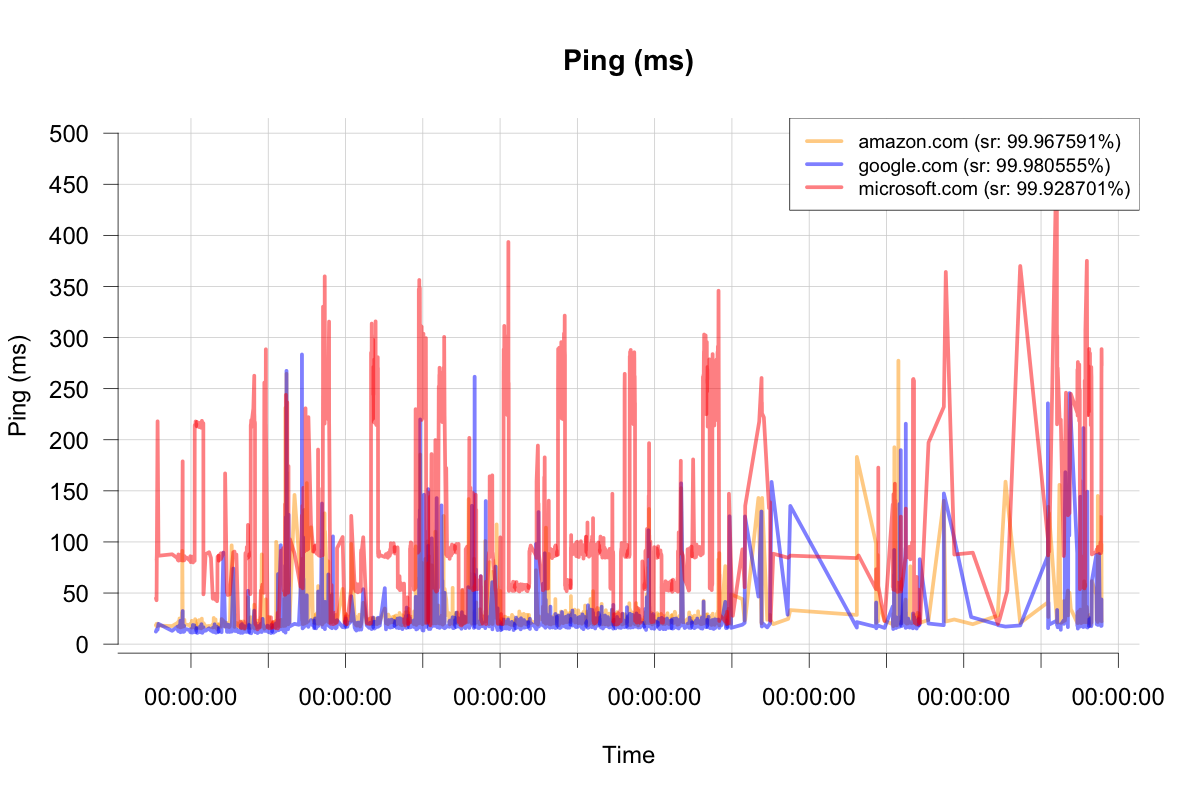 Ping (ms)
amazon.com (sr: 99.967591%)
google.com (sr: 99.980555%)
microsoft.com (sr: 99.928701%)
500
450
400
350
300
250
200
150
100
50
0
Ping (ms)
00:00:00 00:00:00 00:00:00 00:00:00 00:00:00 00:00:00 00:00:00
Time